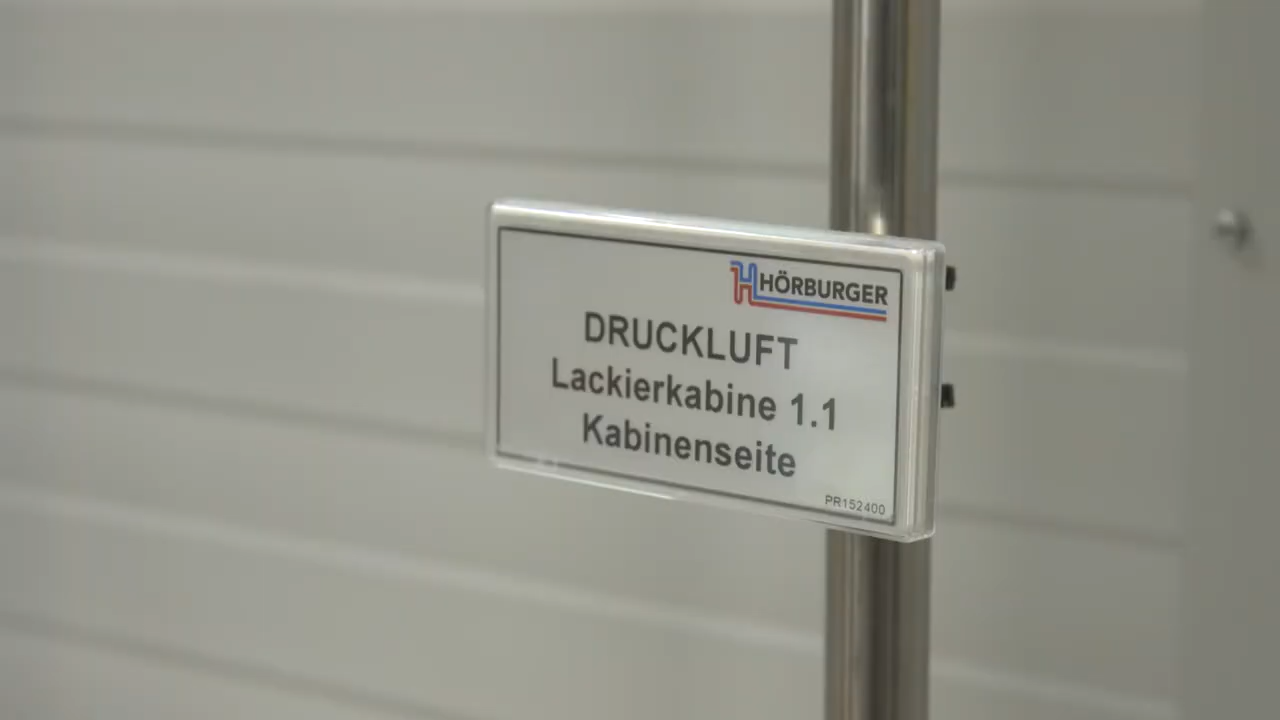 HÖRBURGER
DRUCKLUFT
Lackierkabine 1.1
Kabinenseite
PR152400